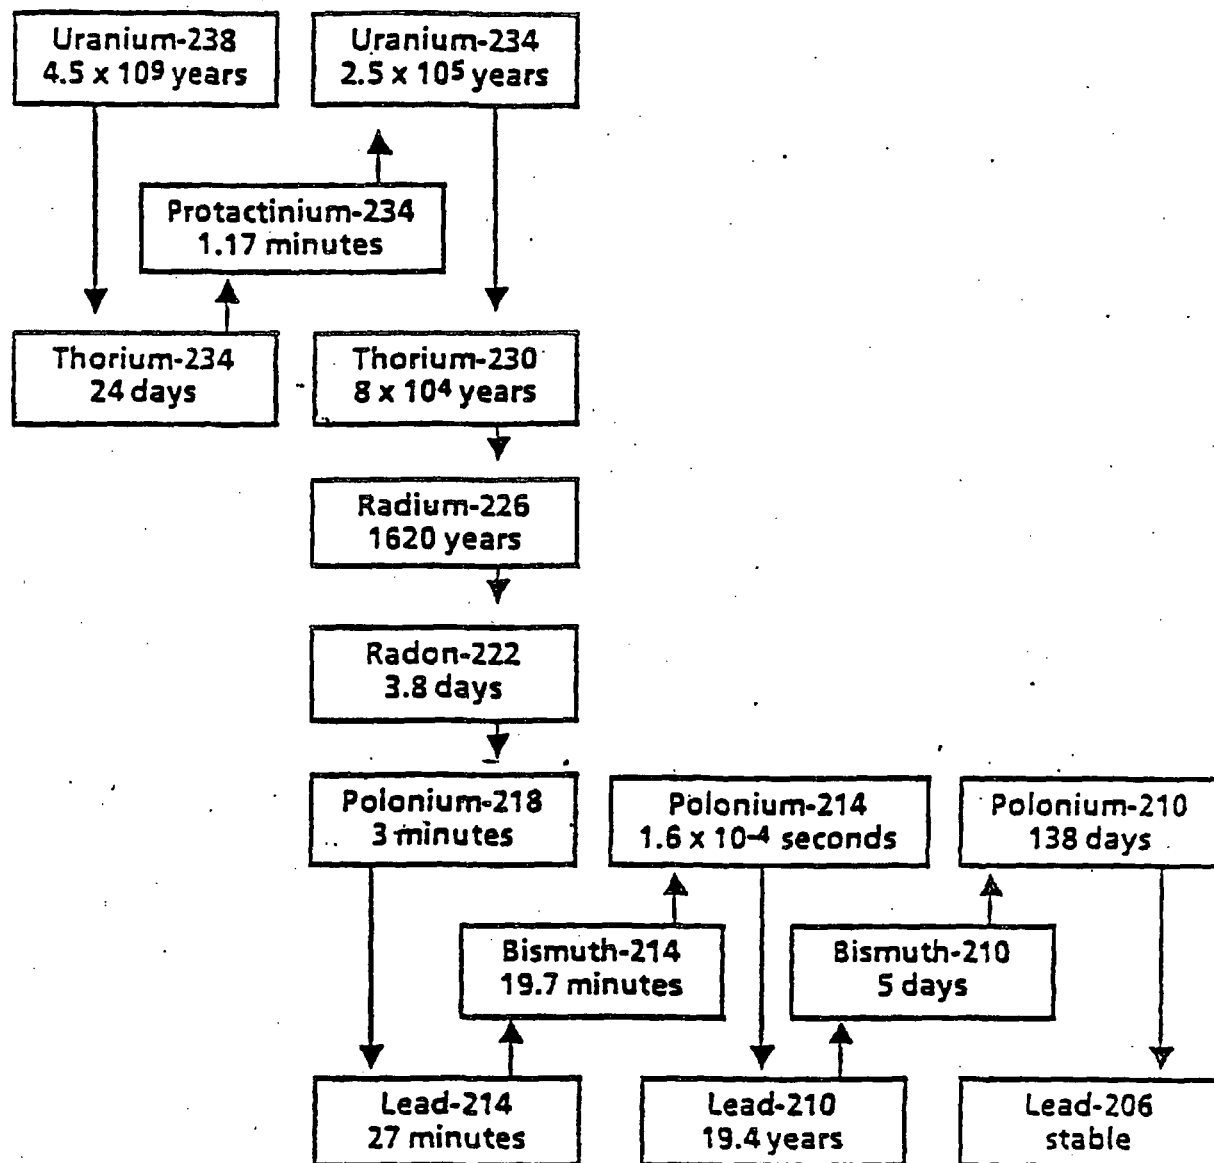 Uranium-238
4.5 x 10⁹ years
Uranium-234
2.5 x 10⁵ years
Protactinium-234
1.17 minutes
Thorium-234
24 days
Thorium-230
8 x 10⁴ years
Radium-226
1620 years
Radon-222
3.8 days
Polonium-218
3 minutes
Polonium-214
1.6 x 10⁻⁴ seconds
Polonium-210
138 days
Bismuth-214
19.7 minutes
Bismuth-210
5 days
Lead-214
27 minutes
Lead-210
19.4 years
Lead-206
stable